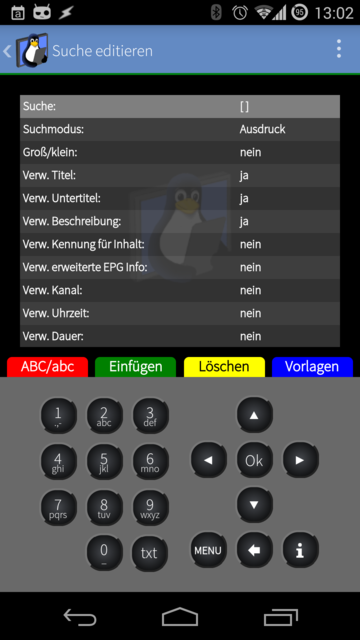 95 13:02
Suche editieren
Suche: [ ]
Suchmodus: Ausdruck
Groß/klein: nein
Verw. Titel: ja
Verw. Untertitel: ja
Verw. Beschreibung: ja
Verw. Kennung für Inhalt: nein
Verw. erweiterte EPG Info: nein
Verw. Kanal: nein
Verw. Uhrzeit: nein
Verw. Dauer: nein
ABC/abc Einfügen Löschen Vorlagen
1 2 3
.,- abc def
4 5 6 Ok
ghi jkl mno
7 8 9
pqrs tuv wxyz
0 txt MENU i
_